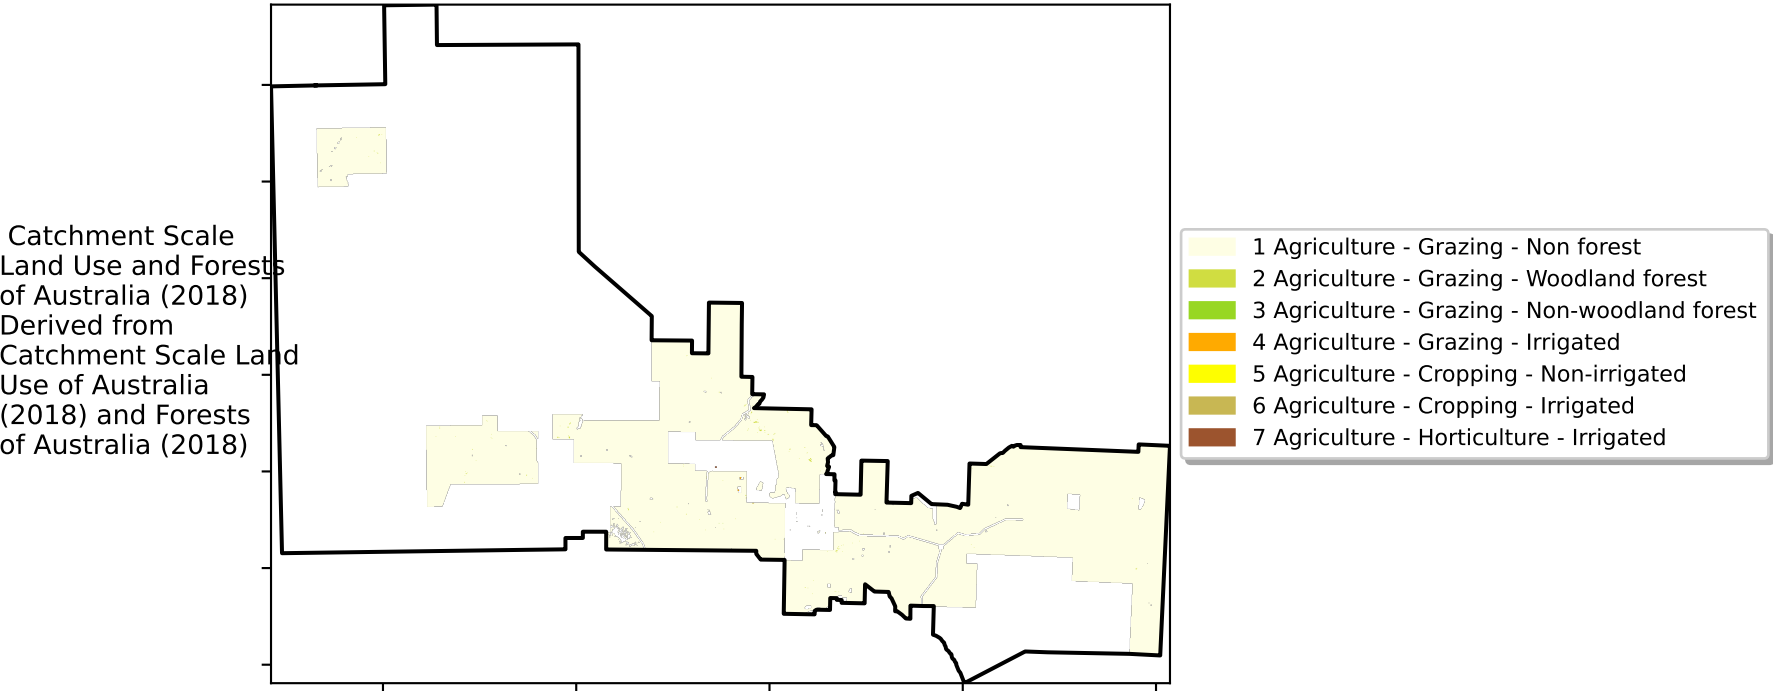 Catchment Scale
Land Use and Forests
of Australia (2018)
Derived from
Catchment Scale Land
Use of Australia
(2018) and Forests
of Australia (2018)
1 Agriculture - Grazing - Non forest
2 Agriculture - Grazing - Woodland forest
3 Agriculture - Grazing - Non-woodland forest
4 Agriculture - Grazing - Irrigated
5 Agriculture - Cropping - Non-irrigated
6 Agriculture - Cropping - Irrigated
7 Agriculture - Horticulture - Irrigated